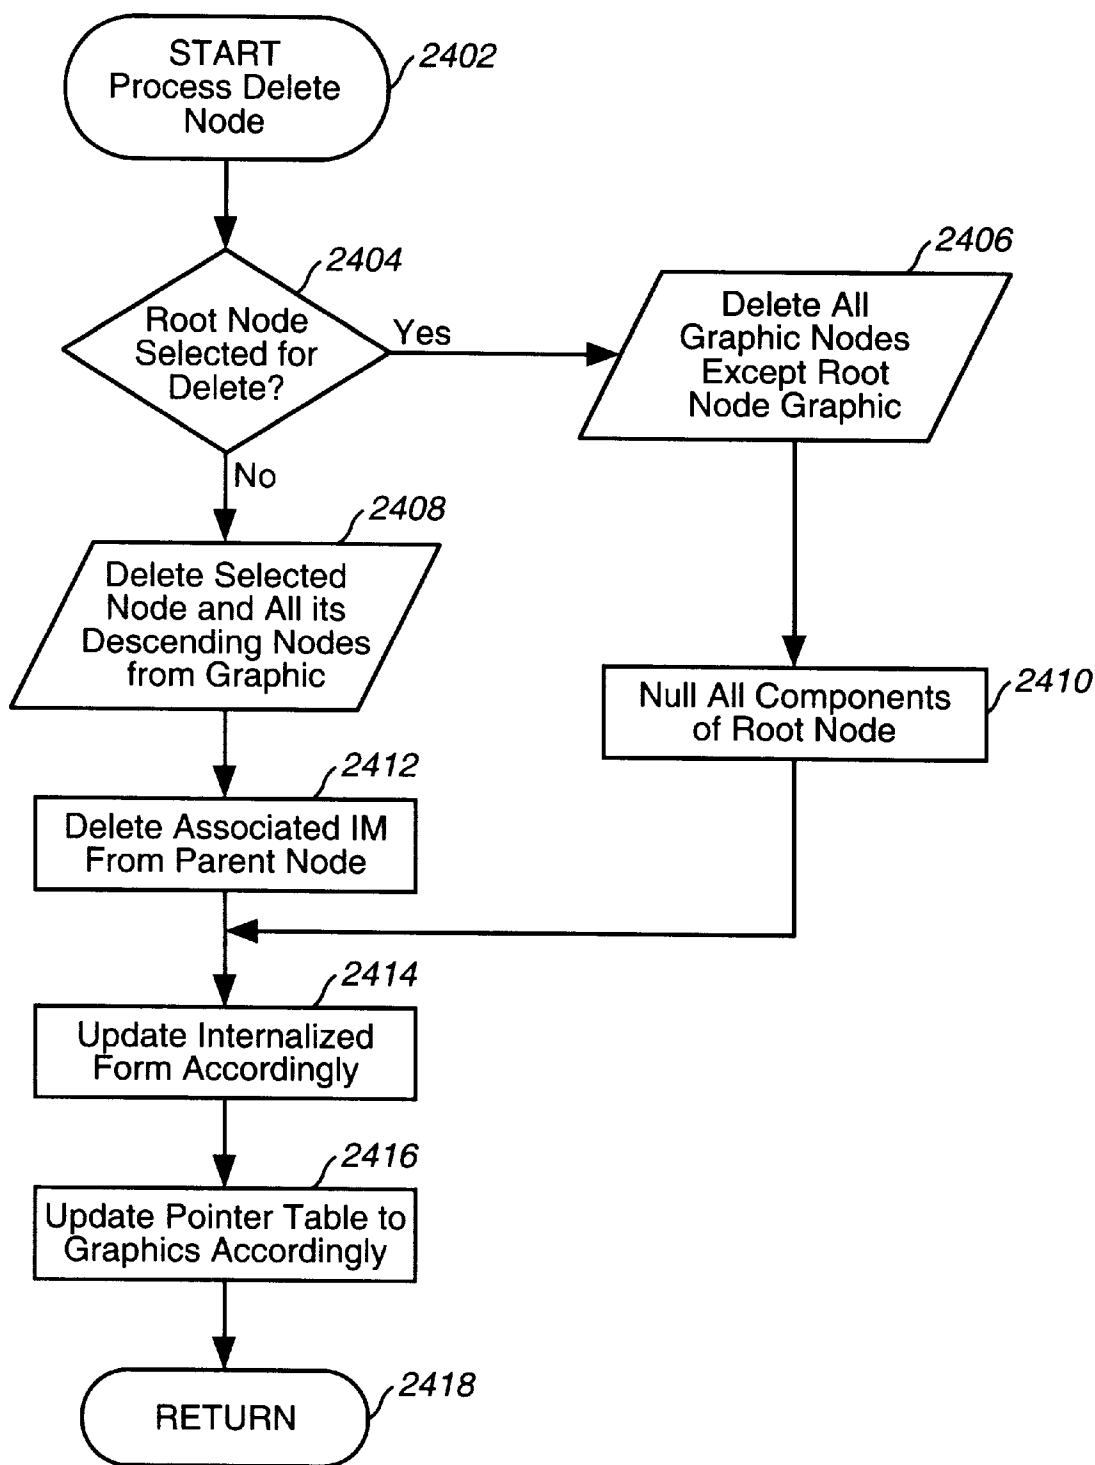 START
Process Delete
Node
2402
2404
Root Node
Selected for
Delete?
Yes
No
2406
Delete All
Graphic Nodes
Except Root
Node Graphic
2408
Delete Selected
Node and All its
Descending Nodes
from Graphic
2410
Null All Components
of Root Node
2412
Delete Associated IM
From Parent Node
2414
Update Internalized
Form Accordingly
2416
Update Pointer Table to
Graphics Accordingly
2418
RETURN